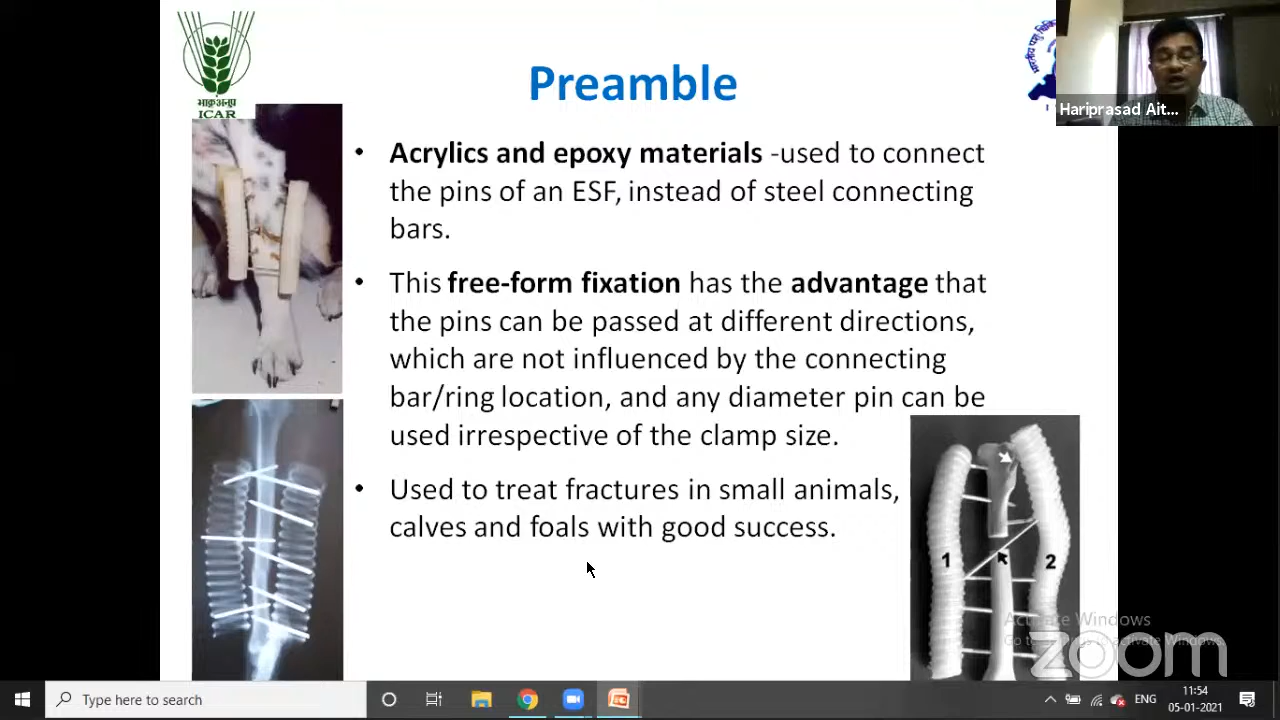 भाकृअनुप
ICAR
Preamble
Hariprasad Ait...
• Acrylics and epoxy materials -used to connect
the pins of an ESF, instead of steel connecting
bars.
• This free-form fixation has the advantage that
the pins can be passed at different directions,
which are not influenced by the connecting
bar/ring location, and any diameter pin can be
used irrespective of the clamp size.
• Used to treat fractures in small animals,
calves and foals with good success.
1
2
Activate Windows
zoom
Type here to search
ENG
11:54
05-01-2021